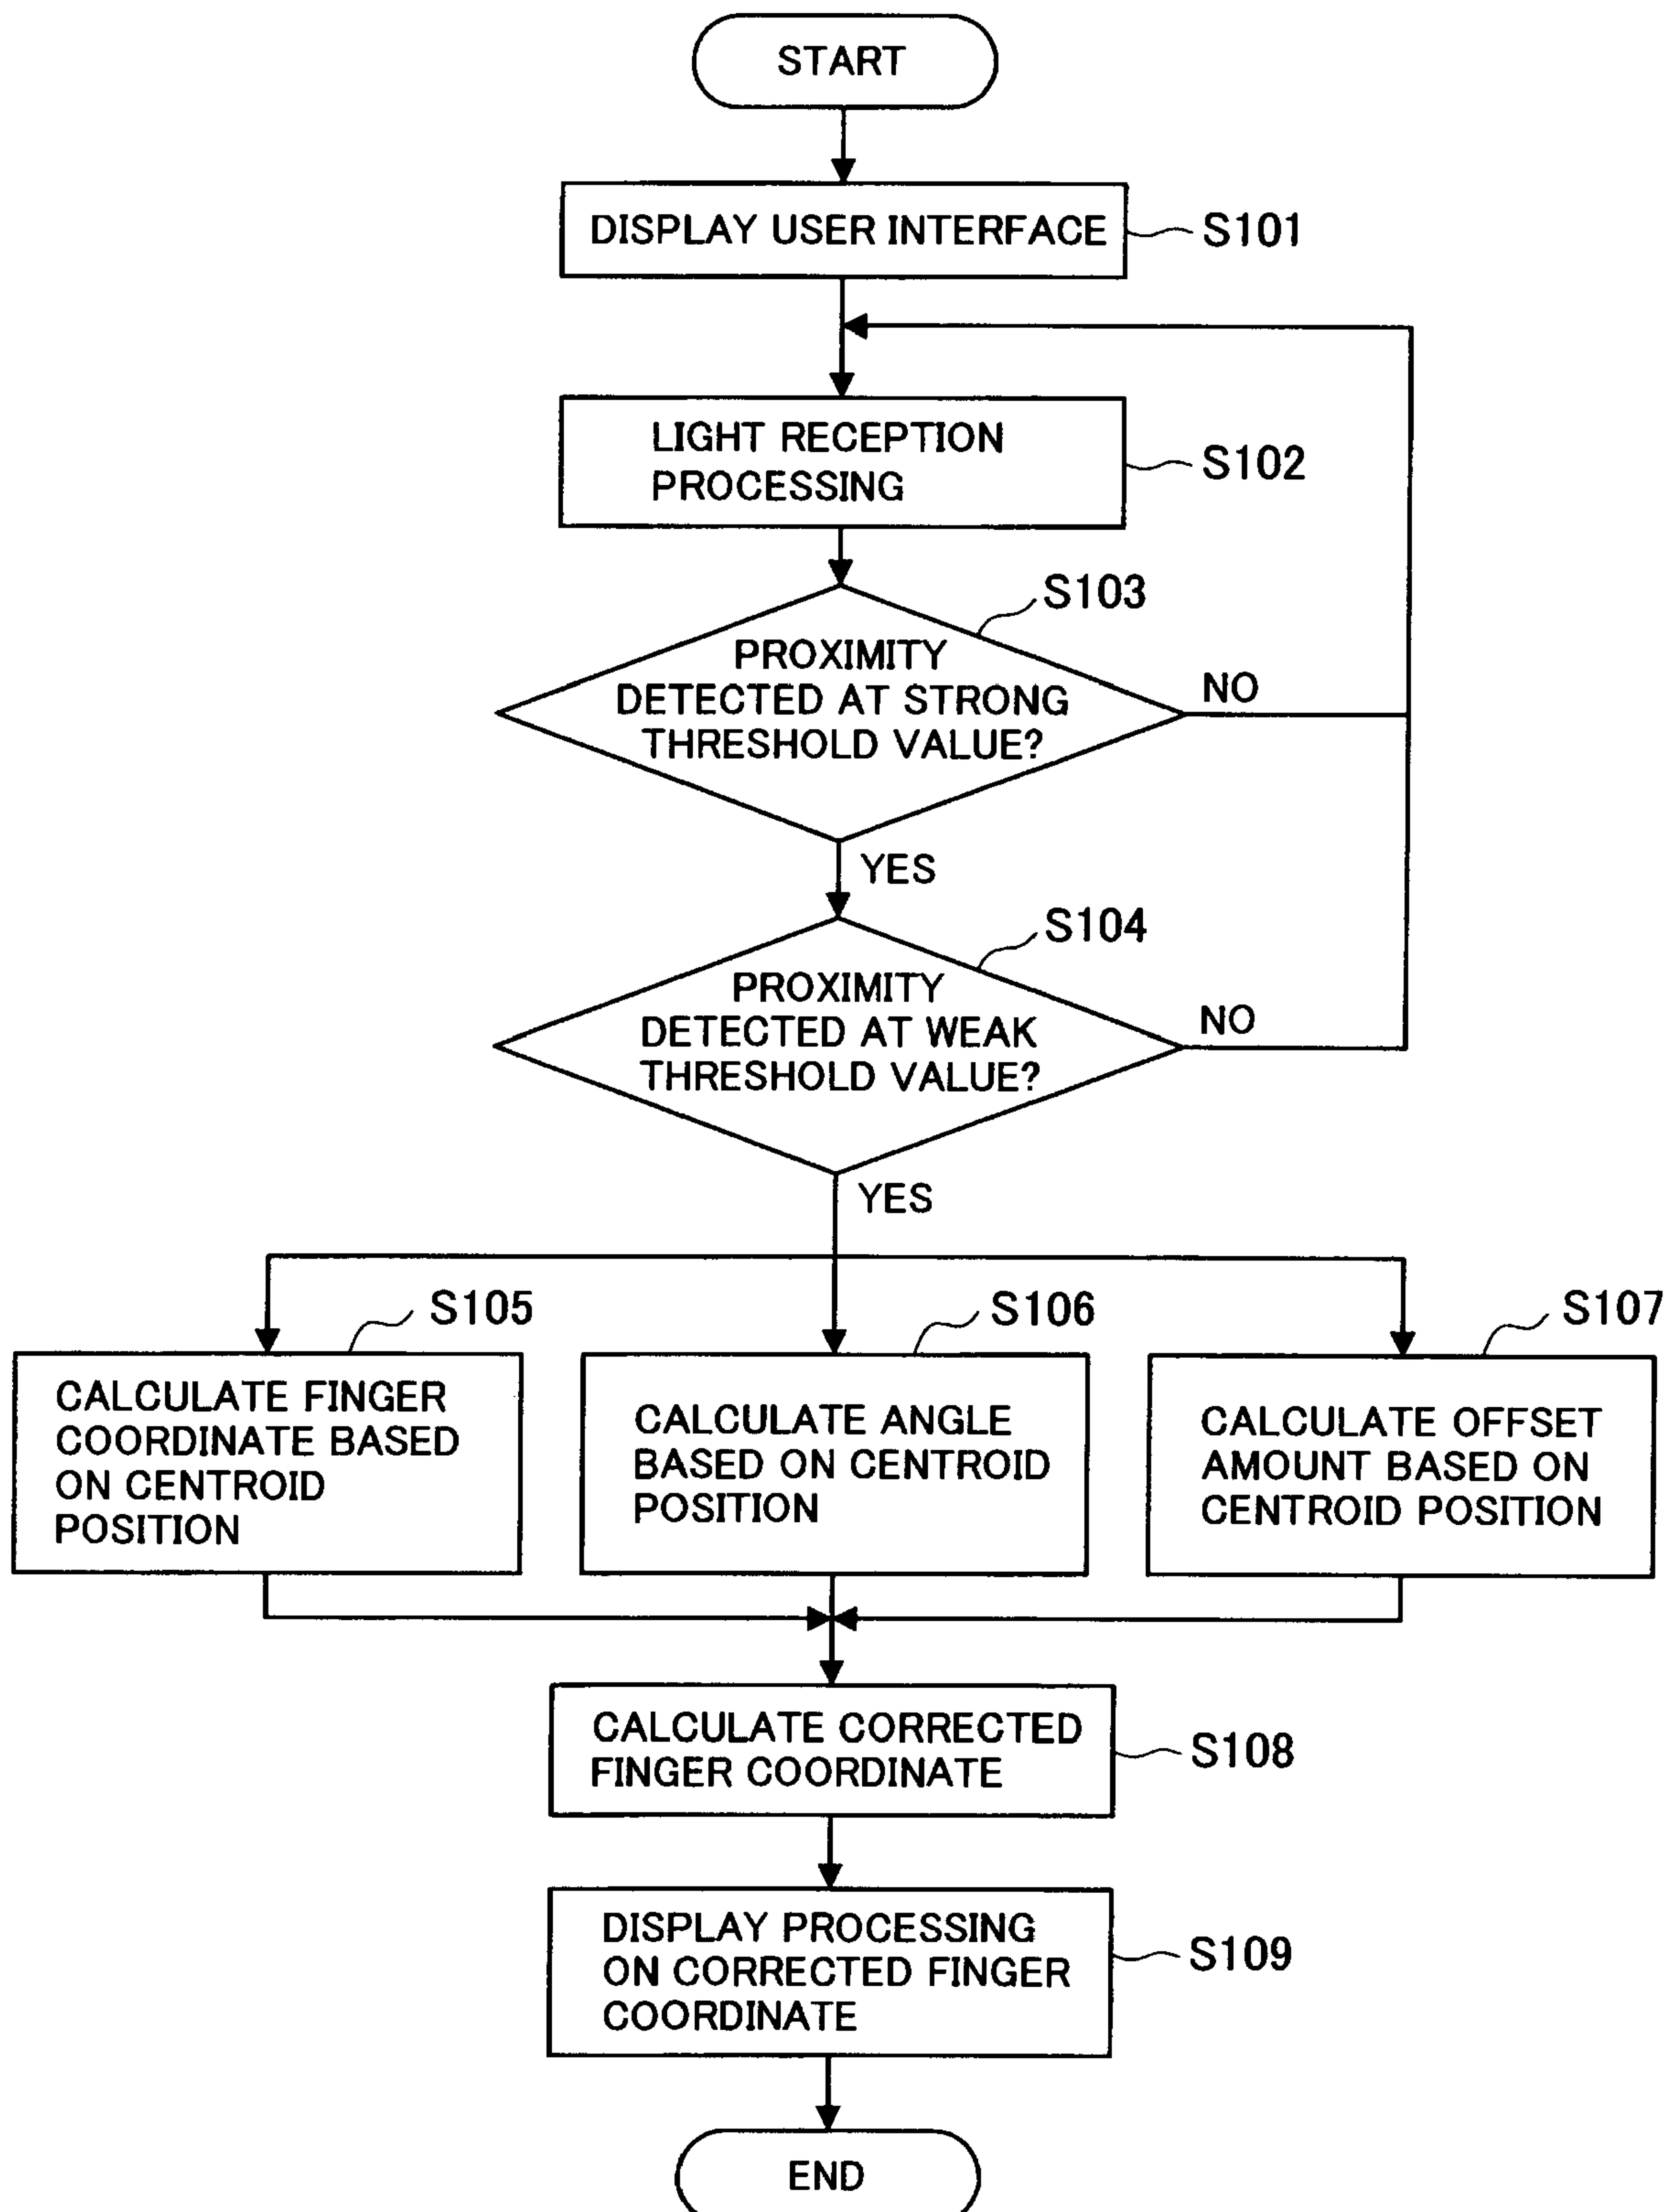 START
DISPLAY USER INTERFACE
S101
LIGHT RECEPTION
PROCESSING
S102
S103
PROXIMITY
DETECTED AT STRONG
THRESHOLD VALUE?
NO
YES
S104
PROXIMITY
DETECTED AT WEAK
THRESHOLD VALUE?
NO
YES
S105
CALCULATE FINGER
COORDINATE BASED
ON CENTROID
POSITION
S106
CALCULATE ANGLE
BASED ON CENTROID
POSITION
S107
CALCULATE OFFSET
AMOUNT BASED ON
CENTROID POSITION
CALCULATE CORRECTED
FINGER COORDINATE
S108
DISPLAY PROCESSING
ON CORRECTED FINGER
COORDINATE
S109
END